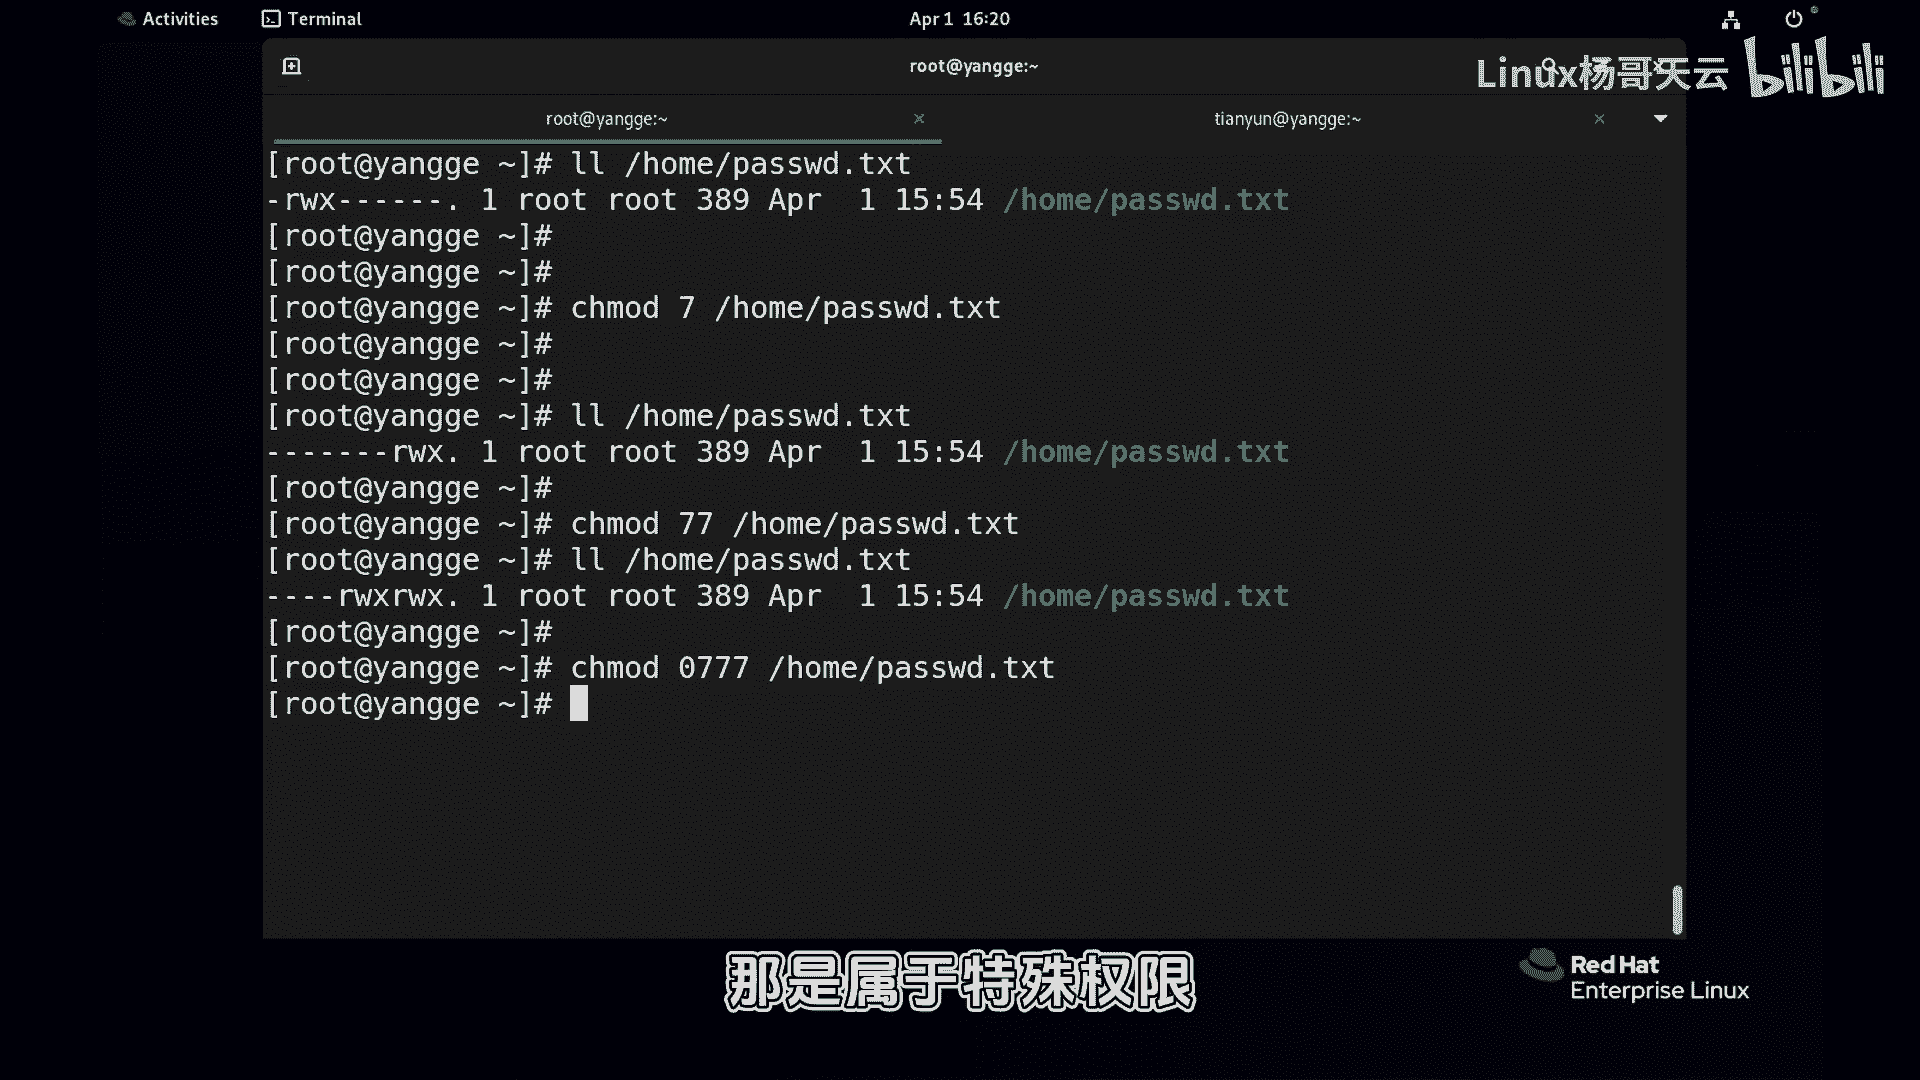 Activities Terminal Apr 1 16:20
root@yangge:~
Linux杨哥天云 bilibili
root@yangge:~ × tianyun@yangge:~ ×
[root@yangge ~]# ll /home/passwd.txt
-rwx------. 1 root root 389 Apr  1 15:54 /home/passwd.txt
[root@yangge ~]#
[root@yangge ~]#
[root@yangge ~]# chmod 7 /home/passwd.txt
[root@yangge ~]#
[root@yangge ~]#
[root@yangge ~]# ll /home/passwd.txt
-------rwx. 1 root root 389 Apr  1 15:54 /home/passwd.txt
[root@yangge ~]#
[root@yangge ~]# chmod 77 /home/passwd.txt
[root@yangge ~]# ll /home/passwd.txt
----rwxrwx. 1 root root 389 Apr  1 15:54 /home/passwd.txt
[root@yangge ~]#
[root@yangge ~]# chmod 0777 /home/passwd.txt
[root@yangge ~]#
那是属于特殊权限
Red Hat
Enterprise Linux